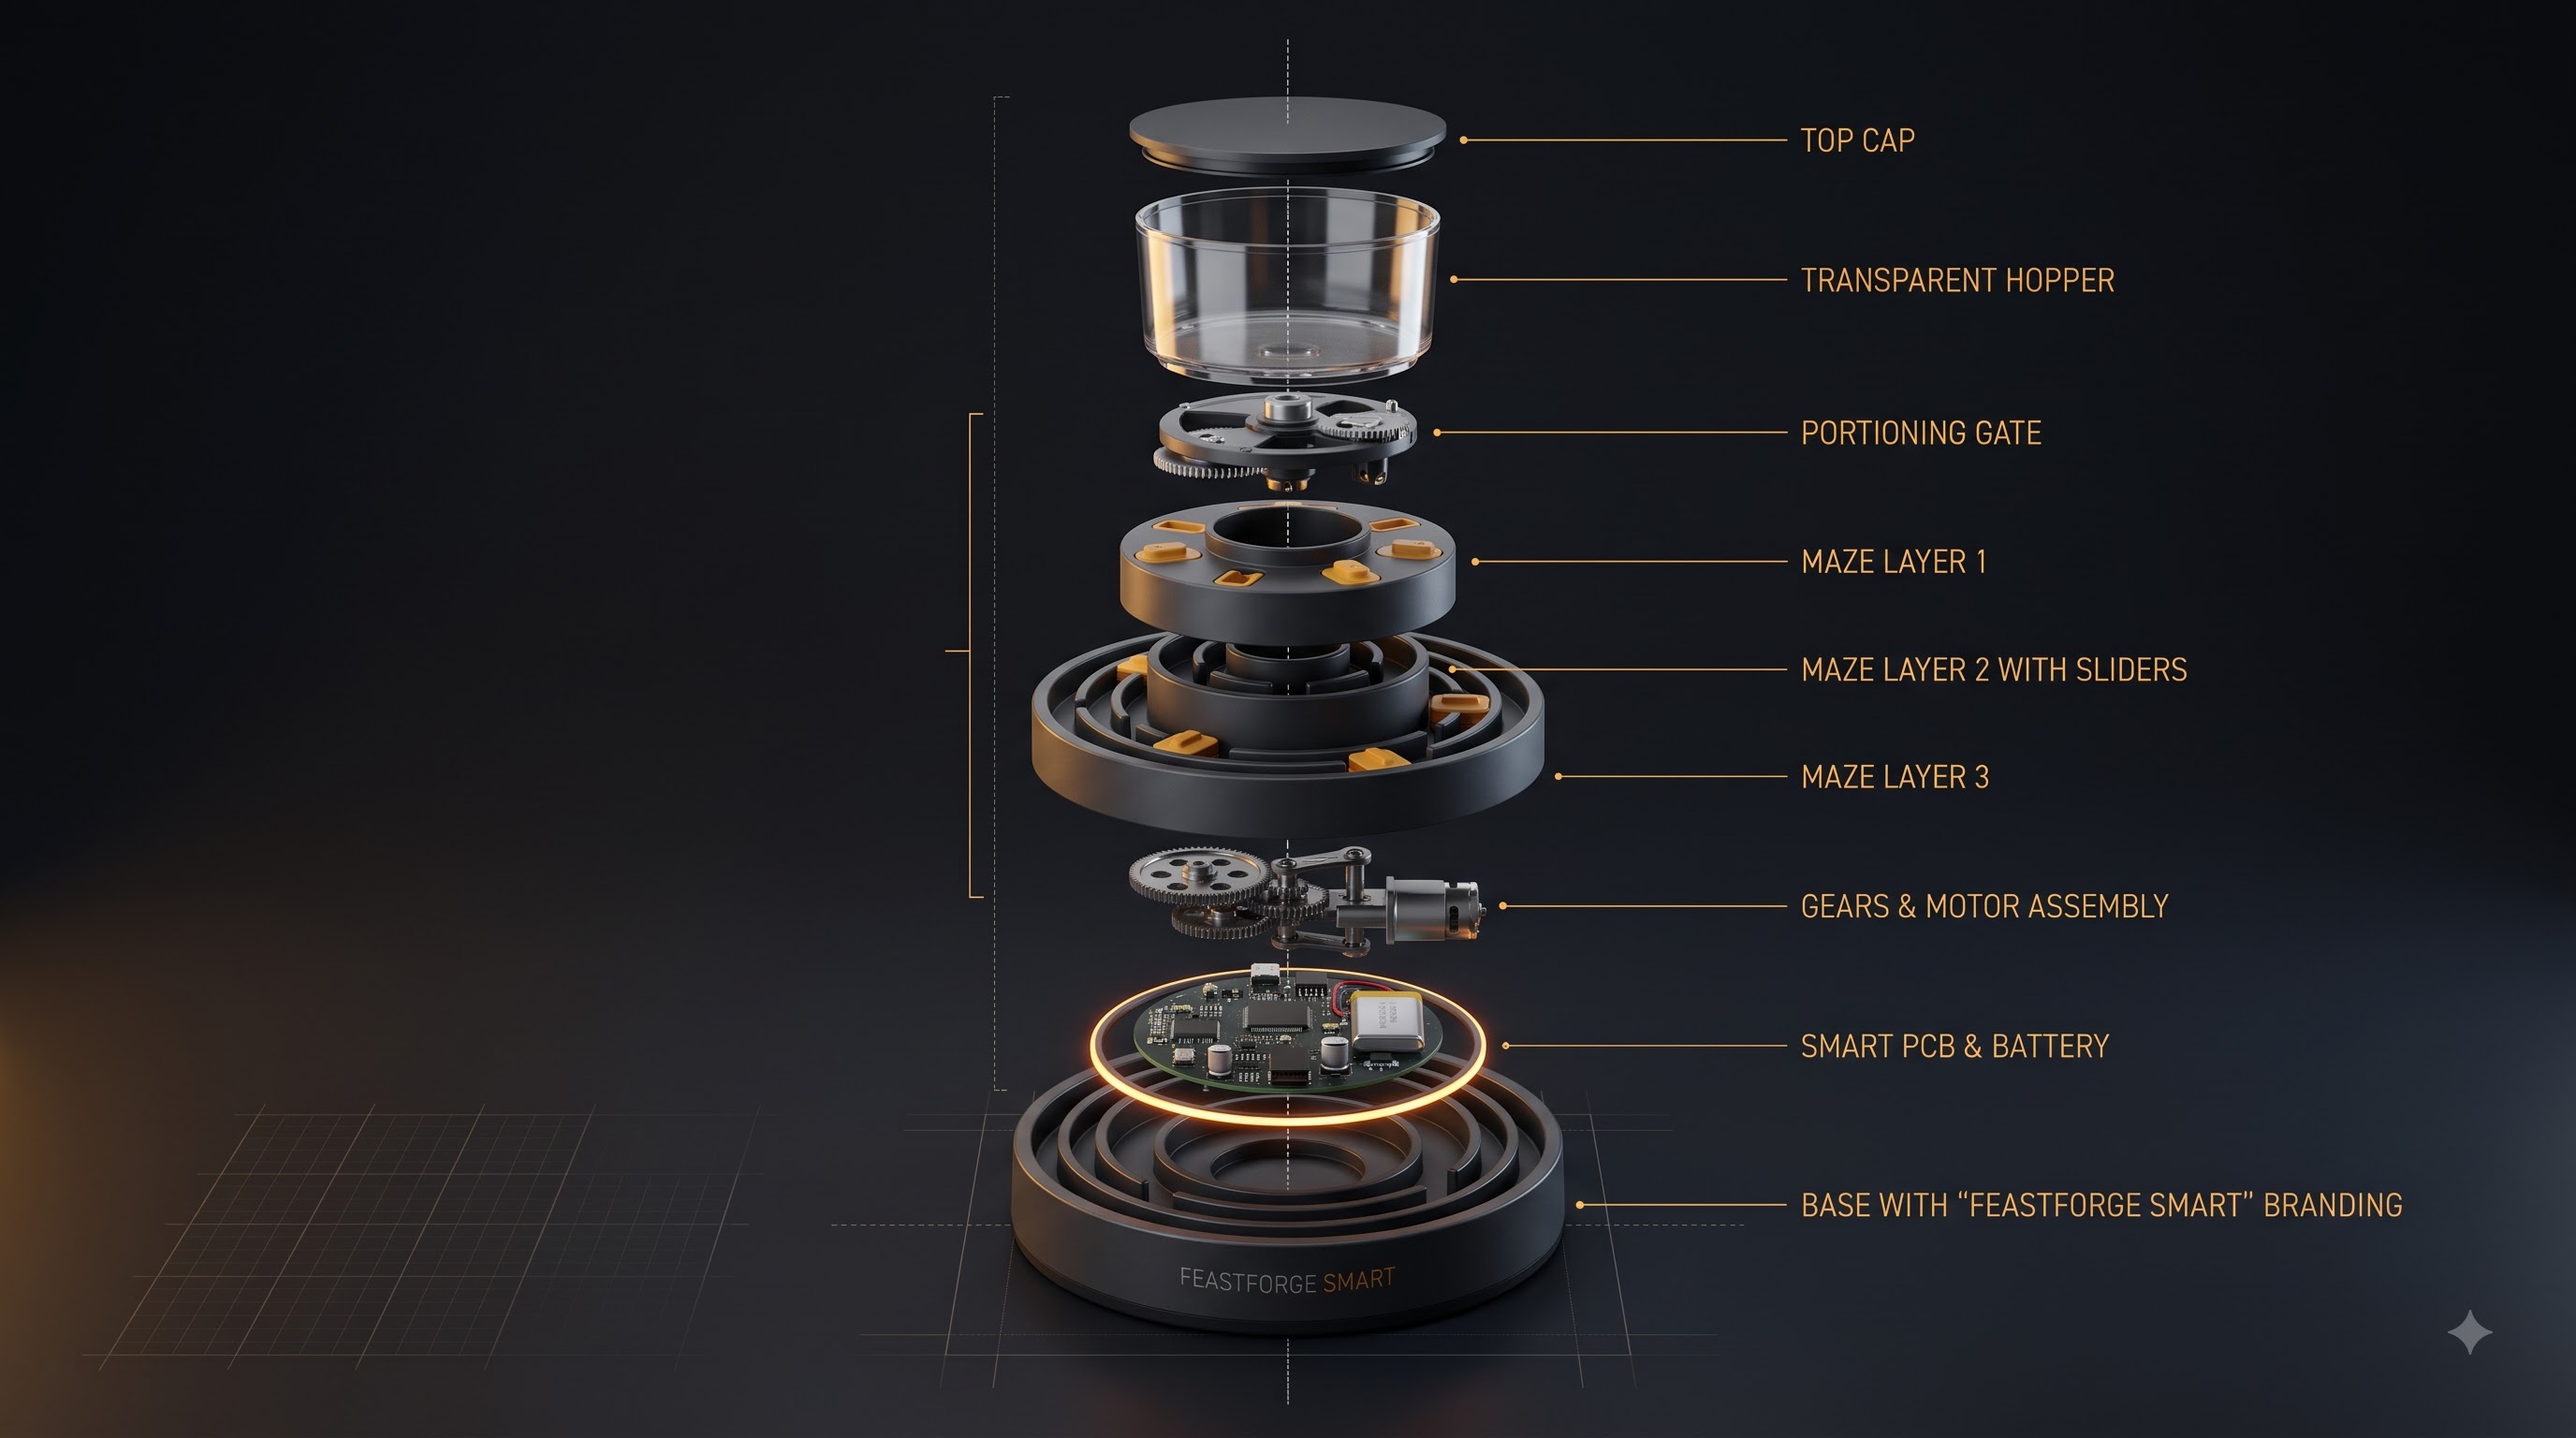 TOP CAP
TRANSPARENT HOPPER
PORTIONING GATE
MAZE LAYER 1
MAZE LAYER 2 WITH SLIDERS
MAZE LAYER 3
GEARS & MOTOR ASSEMBLY
SMART PCB & BATTERY
BASE WITH “FEASTFORGE SMART” BRANDING
FEASTFORGE SMART